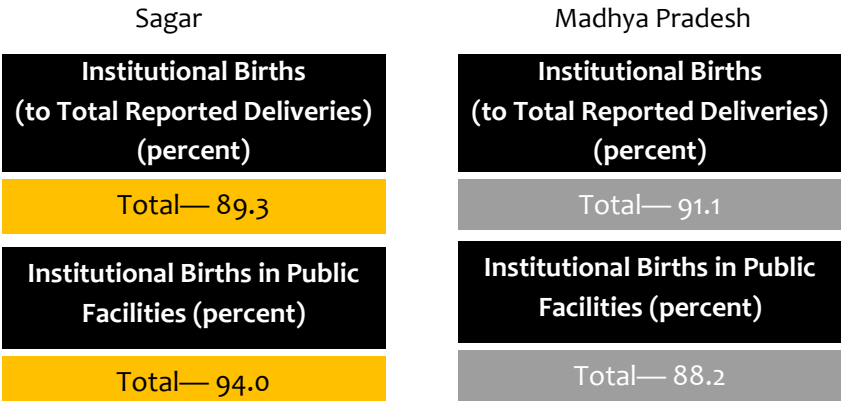 Sagar
Institutional Births
(to Total Reported Deliveries)
(percent)
Total— 89.3
Institutional Births in Public
Facilities (percent)
Total— 94.0
Madhya Pradesh
Institutional Births
(to Total Reported Deliveries)
(percent)
Total— 91.1
Institutional Births in Public
Facilities (percent)
Total— 88.2